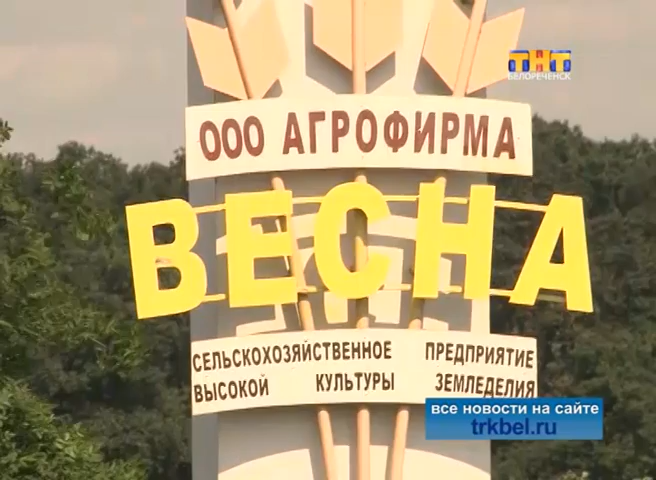 ТНТ
БЕЛОРЕЧЕНСК
ООО АГРОФИРМА
ВЕСНА
СЕЛЬСКОХОЗЯЙСТВЕННОЕ ПРЕДПРИЯТИЕ
ВЫСОКОЙ КУЛЬТУРЫ ЗЕМЛЕДЕЛИЯ
все новости на сайте
trkbel.ru